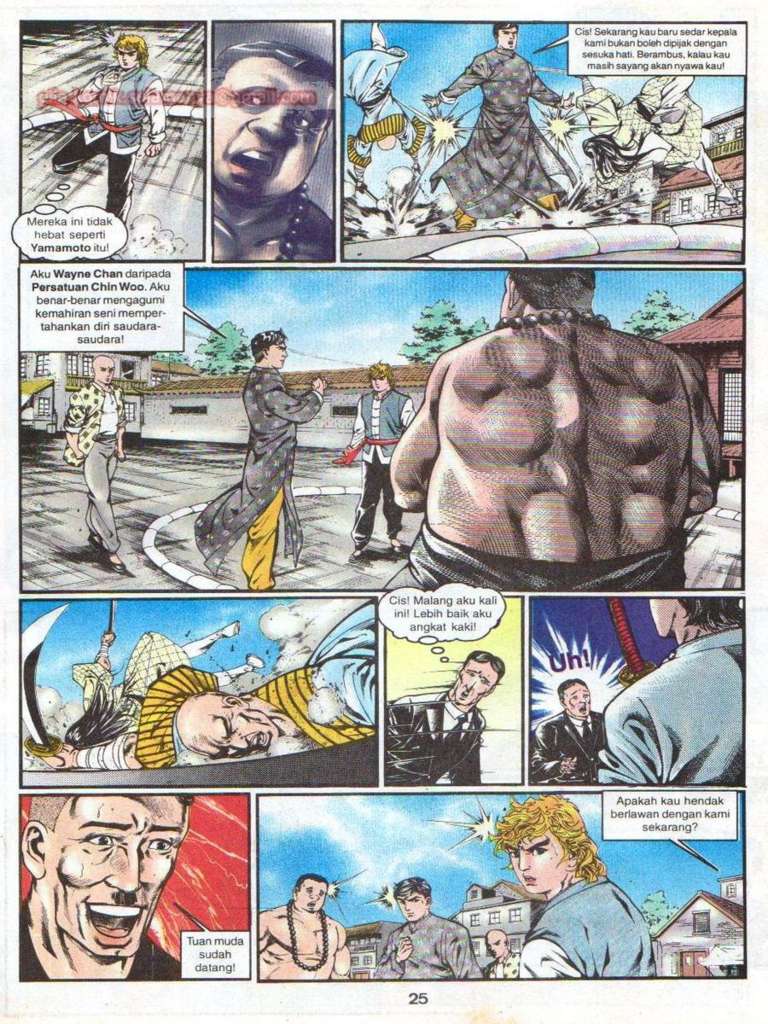 Mereka ini tidak
hebat seperti
Yamamoto itu!
Cis! Sekarang kau baru sedar kepala
kami bukan boleh dipijak dengan
sesuka hati. Berambus, kalau kau
masih sayang akan nyawa kau!
Aku Wayne Chan daripada
Persatuan Chin Woo. Aku
benar-benar mengagumi
kemahiran seni memper-
tahankan diri saudara-
saudara!
Cis! Malang aku kali
ini! Lebih baik aku
angkat kaki!
Uh!
Tuan muda
sudah
datang!
Apakah kau hendak
berlawan dengan kami
sekarang?
25